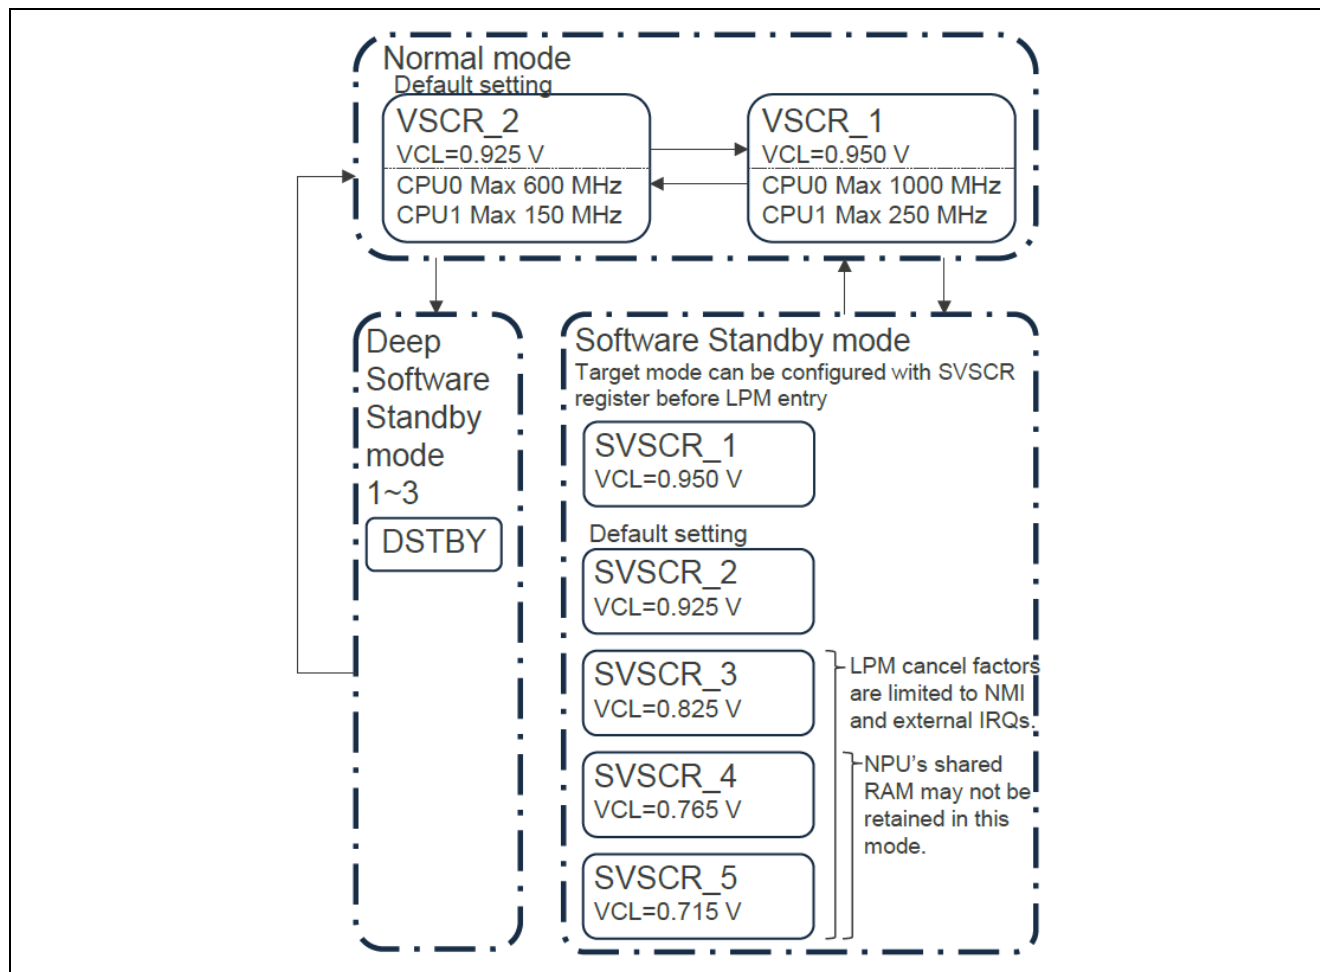 Normal mode
Default setting
VSCR_2
VCL=0.925 V
CPU0 Max 600 MHz
CPU1 Max 150 MHz
VSCR_1
VCL=0.950 V
CPU0 Max 1000 MHz
CPU1 Max 250 MHz
Deep
Software
Standby
mode
1~3
DSTBY
Software Standby mode
Target mode can be configured with SVSCR
register before LPM entry
SVSCR_1
VCL=0.950 V
Default setting
SVSCR_2
VCL=0.925 V
SVSCR_3
VCL=0.825 V
LPM cancel factors
are limited to NMI
and external IRQs.
SVSCR_4
VCL=0.765 V
NPU's shared
RAM may not be
retained in this
mode.
SVSCR_5
VCL=0.715 V